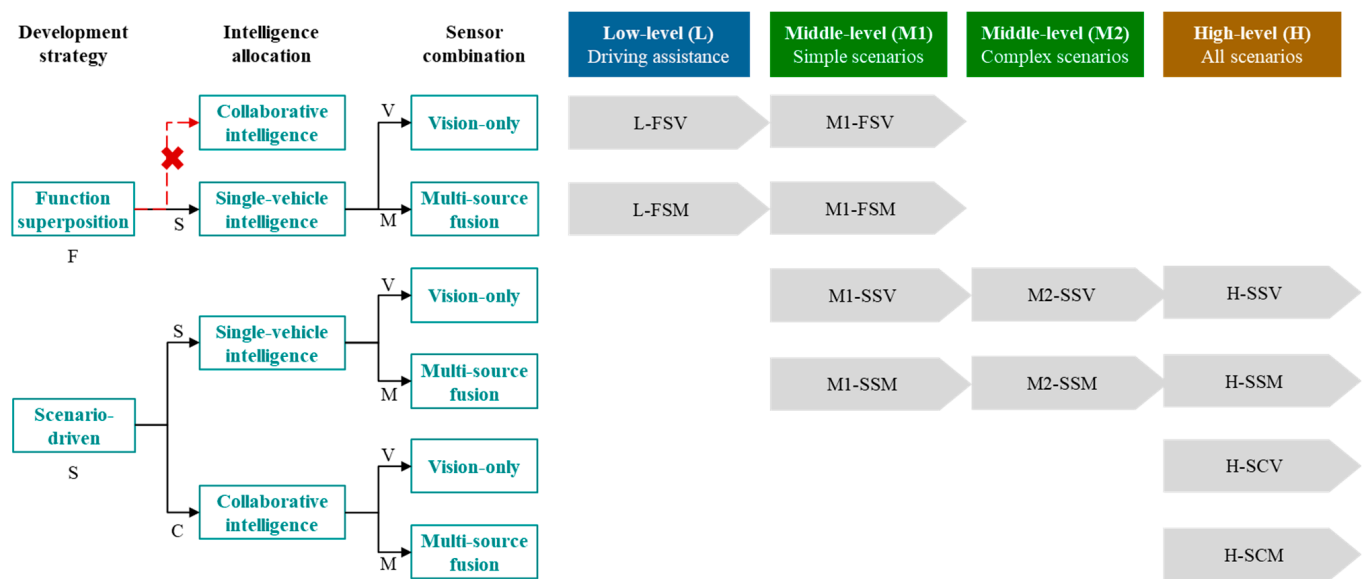 Development
strategy
Intelligence
allocation
Sensor
combination
Low-level (L)
Driving assistance
Middle-level (M1)
Simple scenarios
Middle-level (M2)
Complex scenarios
High-level (H)
All scenarios
Collaborative
intelligence
V
Vision-only
L-FSV
M1-FSV
Function
superposition
F
S
Single-vehicle
intelligence
M
Multi-source
fusion
L-FSM
M1-FSM
Scenario-
driven
S
S
Single-vehicle
intelligence
V
Vision-only
M1-SSV
M2-SSV
H-SSV
M
Multi-source
fusion
M1-SSM
M2-SSM
H-SSM
C
Collaborative
intelligence
V
Vision-only
H-SCV
M
Multi-source
fusion
H-SCM